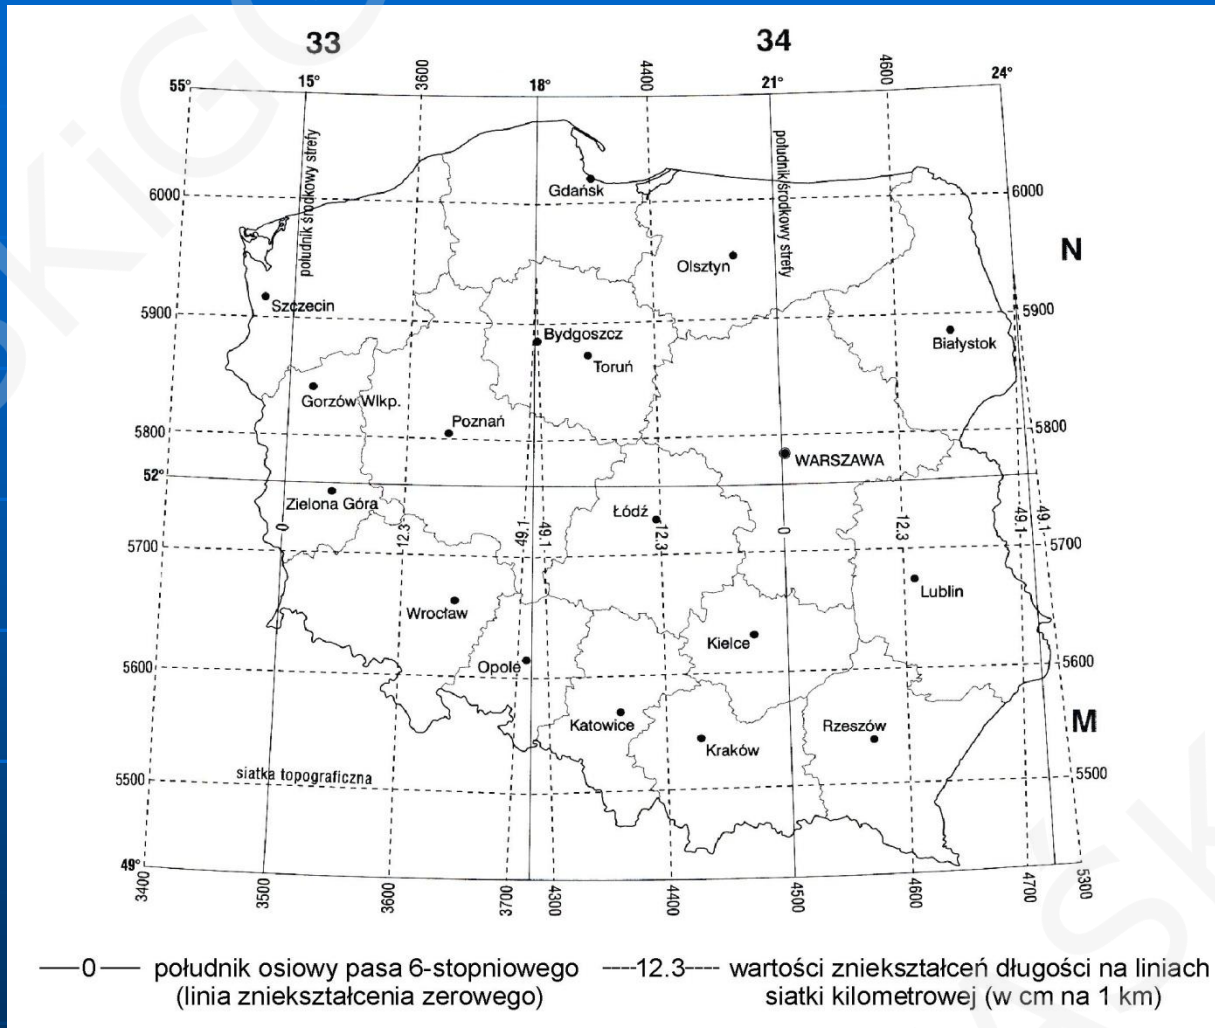 33 34
55° 15° 3600 18° 4400 21° 4600 24°
południk środkowy strefy
południk środkowy strefy
Gdańsk
6000 6000
N
Olsztyn
Szczecin
5900 5900
Bydgoszcz
Białystok
Toruń
Gorzów Wlkp.
Poznań
5800 5800
WARSZAWA
52°
Zielona Góra
Łódź
0 12.3 49.1 49.1 12.3 0 12.3 49.1 49.1
5700 5700
Lublin
Wrocław
Kielce
5600 Opole 5600
Katowice Rzeszów M
Kraków
siatka topograficzna
5500 5500
49°
3400 3500 3600 3700 4400 4500 4600 4700 5300
—0— południk osiowy pasa 6-stopniowego ----12.3---- wartości zniekształceń długości na liniach
(linia zniekształcenia zerowego) siatki kilometrowej (w cm na 1 km)